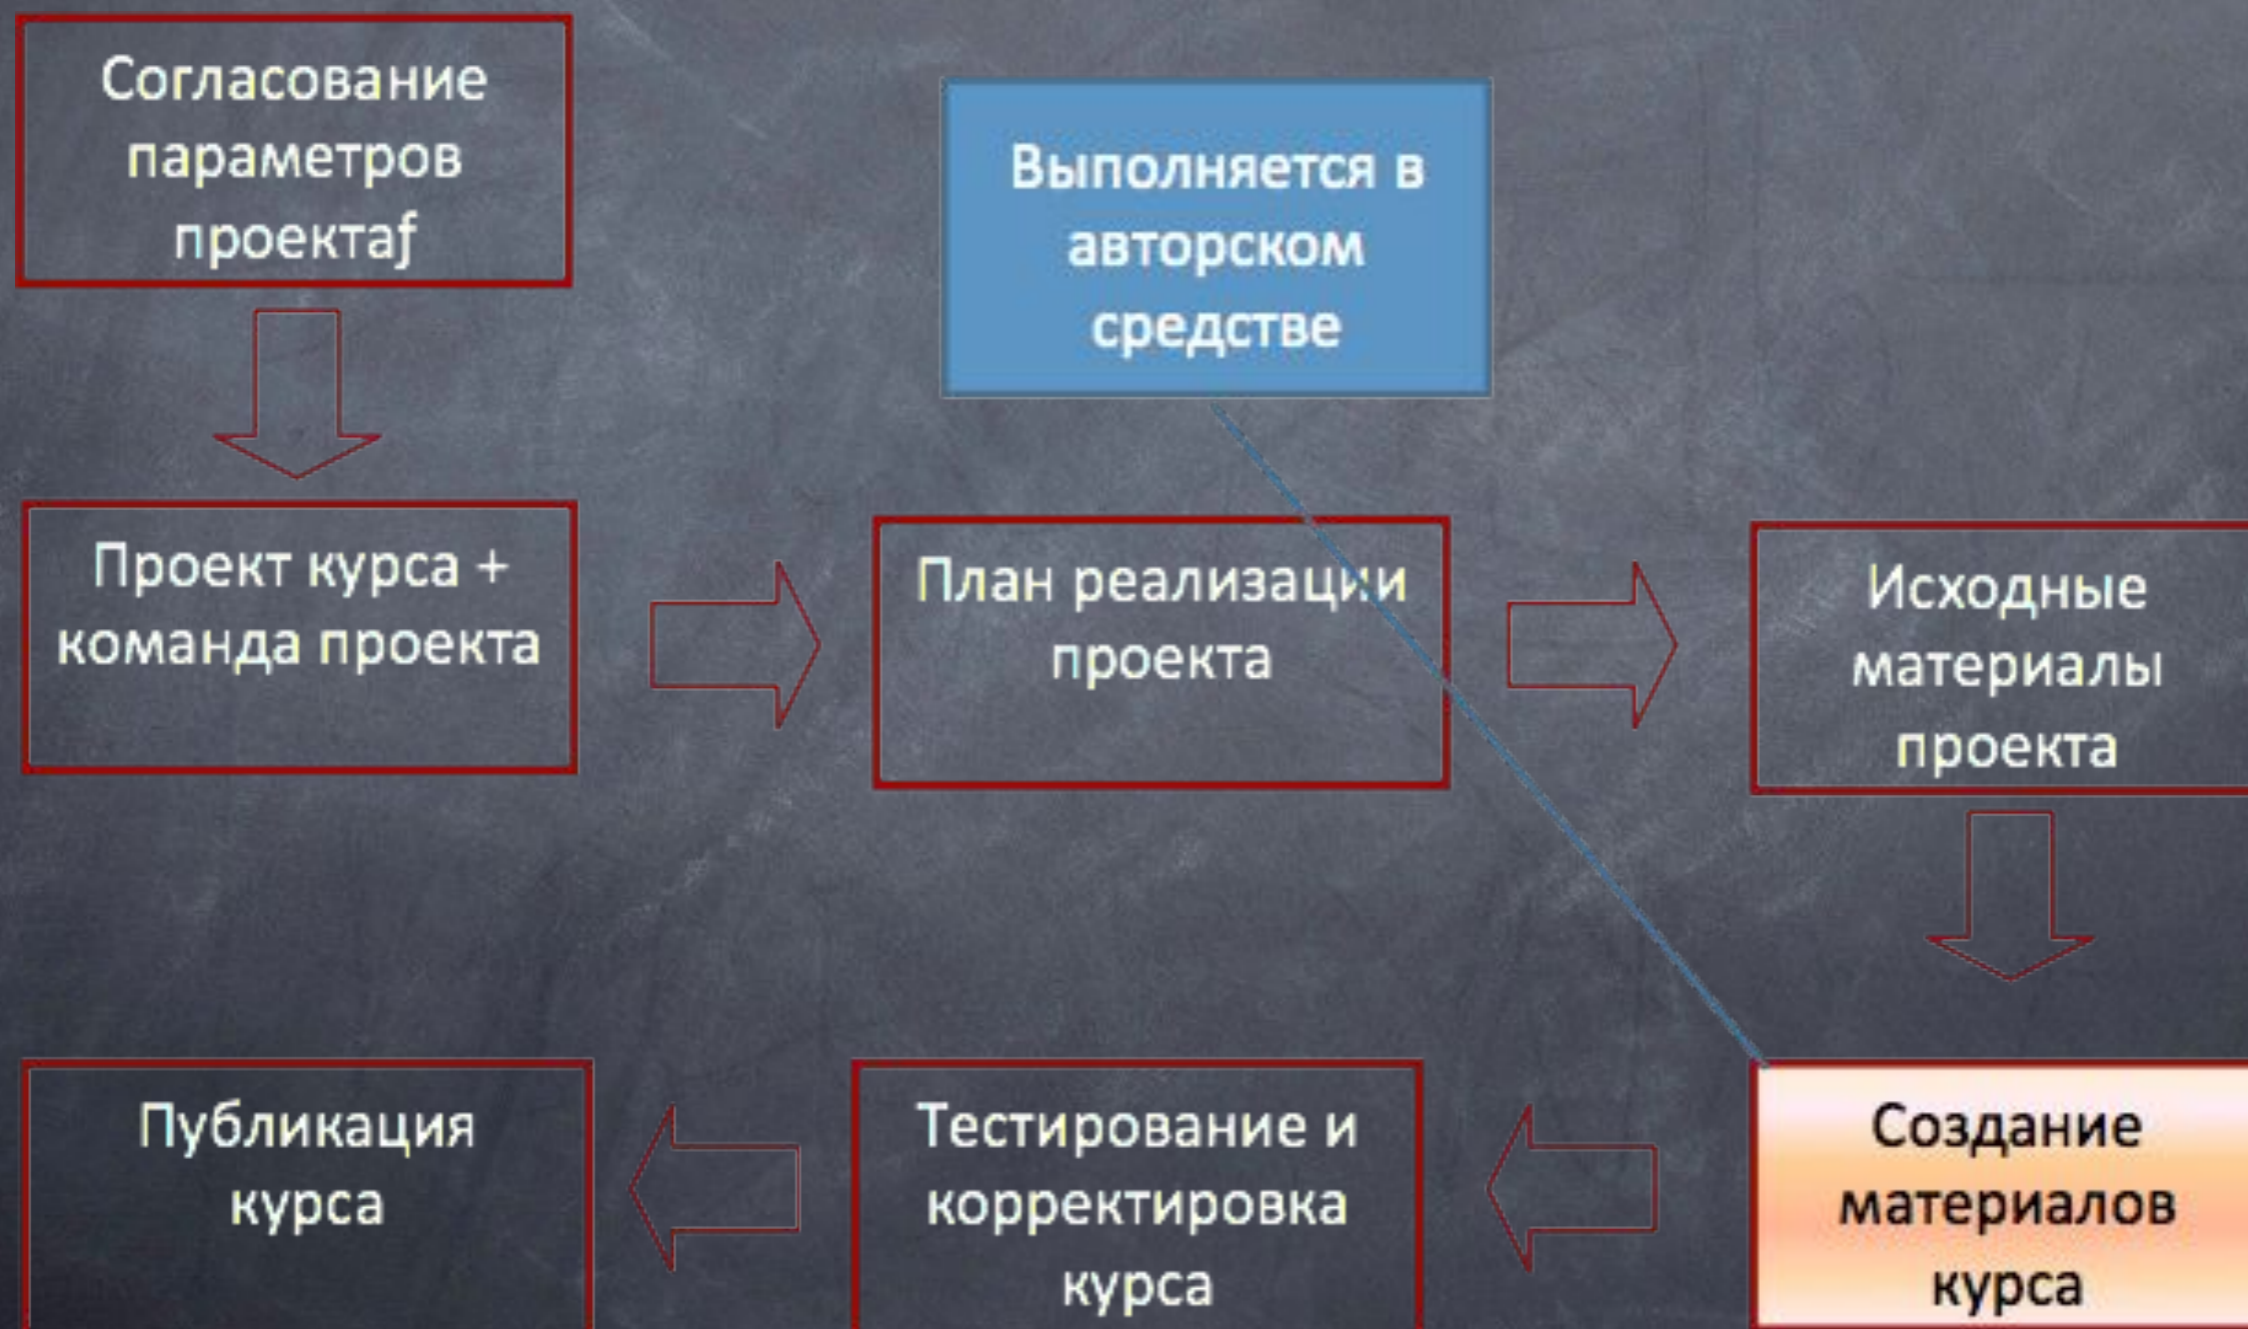 Согласование
параметров
проектаƒ
Выполняется в
авторском
средстве
Проект курса +
команда проекта
План реализации
проекта
Исходные
материалы
проекта
Публикация
курса
Тестирование и
корректировка
курса
Создание
материалов
курса